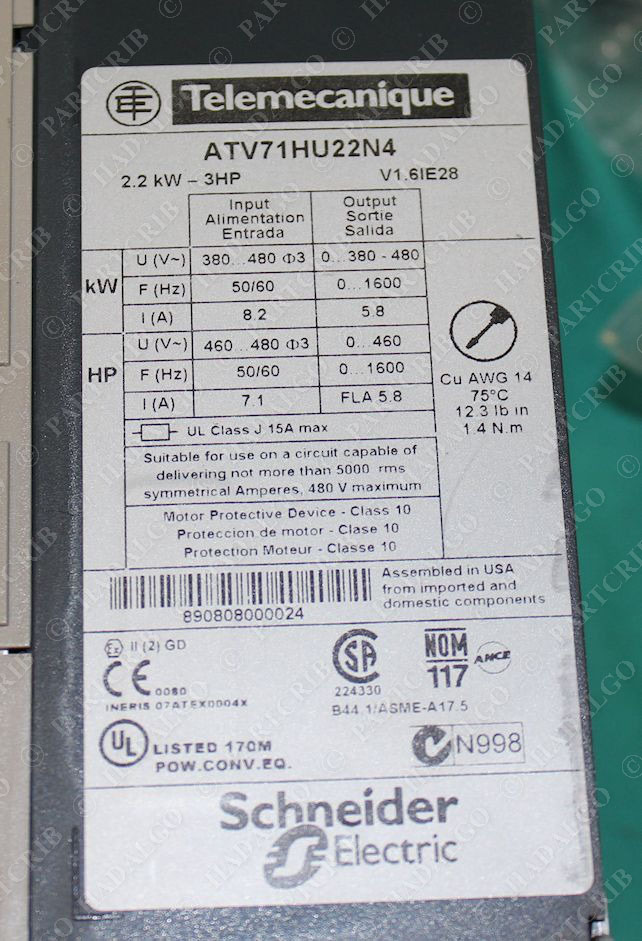 Telemecanique
ATV71HU22N4
2.2 kW - 3HP V1.6IE28
Input Output
Alimentation Sortie
Entrada Salida
kW U (V~) 380...480 Φ3 0...380 - 480
F (Hz) 50/60 0...1600
I (A) 8.2 5.8
HP U (V~) 460...480 Φ3 0...460
F (Hz) 50/60 0...1600
I (A) 7.1 FLA 5.8
Cu AWG 14
75°C
12.3 lb in
1.4 N.m
UL Class J 15A max
Suitable for use on a circuit capable of
delivering not more than 5000 rms
symmetrical Amperes, 480 V maximum
Motor Protective Device - Class 10
Proteccion de motor - Clase 10
Protection Moteur - Classe 10
890808000024
Assembled in USA
from imported and
domestic components
Ex II (2) GD
CE 0080
INERIS 07ATEX0004X
SA
224330
B44.1/ASME-A17.5
NOM
117
ANCE
UL LISTED 170M
POW.CONV.EQ.
N998
Schneider
Electric
© PARTCRIB
© HADALGO